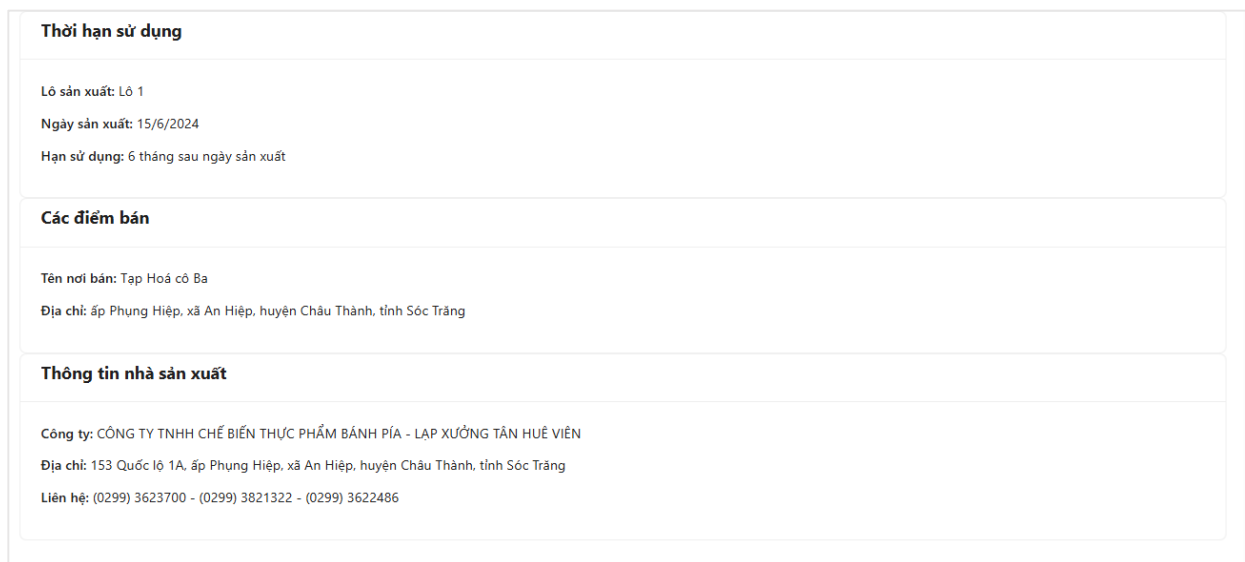 Thời hạn sử dụng
Lô sản xuất: Lô 1
Ngày sản xuất: 15/6/2024
Hạn sử dụng: 6 tháng sau ngày sản xuất
Các điểm bán
Tên nơi bán: Tạp Hoá cô Ba
Địa chỉ: ấp Phụng Hiệp, xã An Hiệp, huyện Châu Thành, tỉnh Sóc Trăng
Thông tin nhà sản xuất
Công ty: CÔNG TY TNHH CHẾ BIẾN THỰC PHẨM BÁNH PÍA - LẠP XƯỞNG TÂN HUÊ VIÊN
Địa chỉ: 153 Quốc lộ 1A, ấp Phụng Hiệp, xã An Hiệp, huyện Châu Thành, tỉnh Sóc Trăng
Liên hệ: (0299) 3623700 - (0299) 3821322 - (0299) 3622486